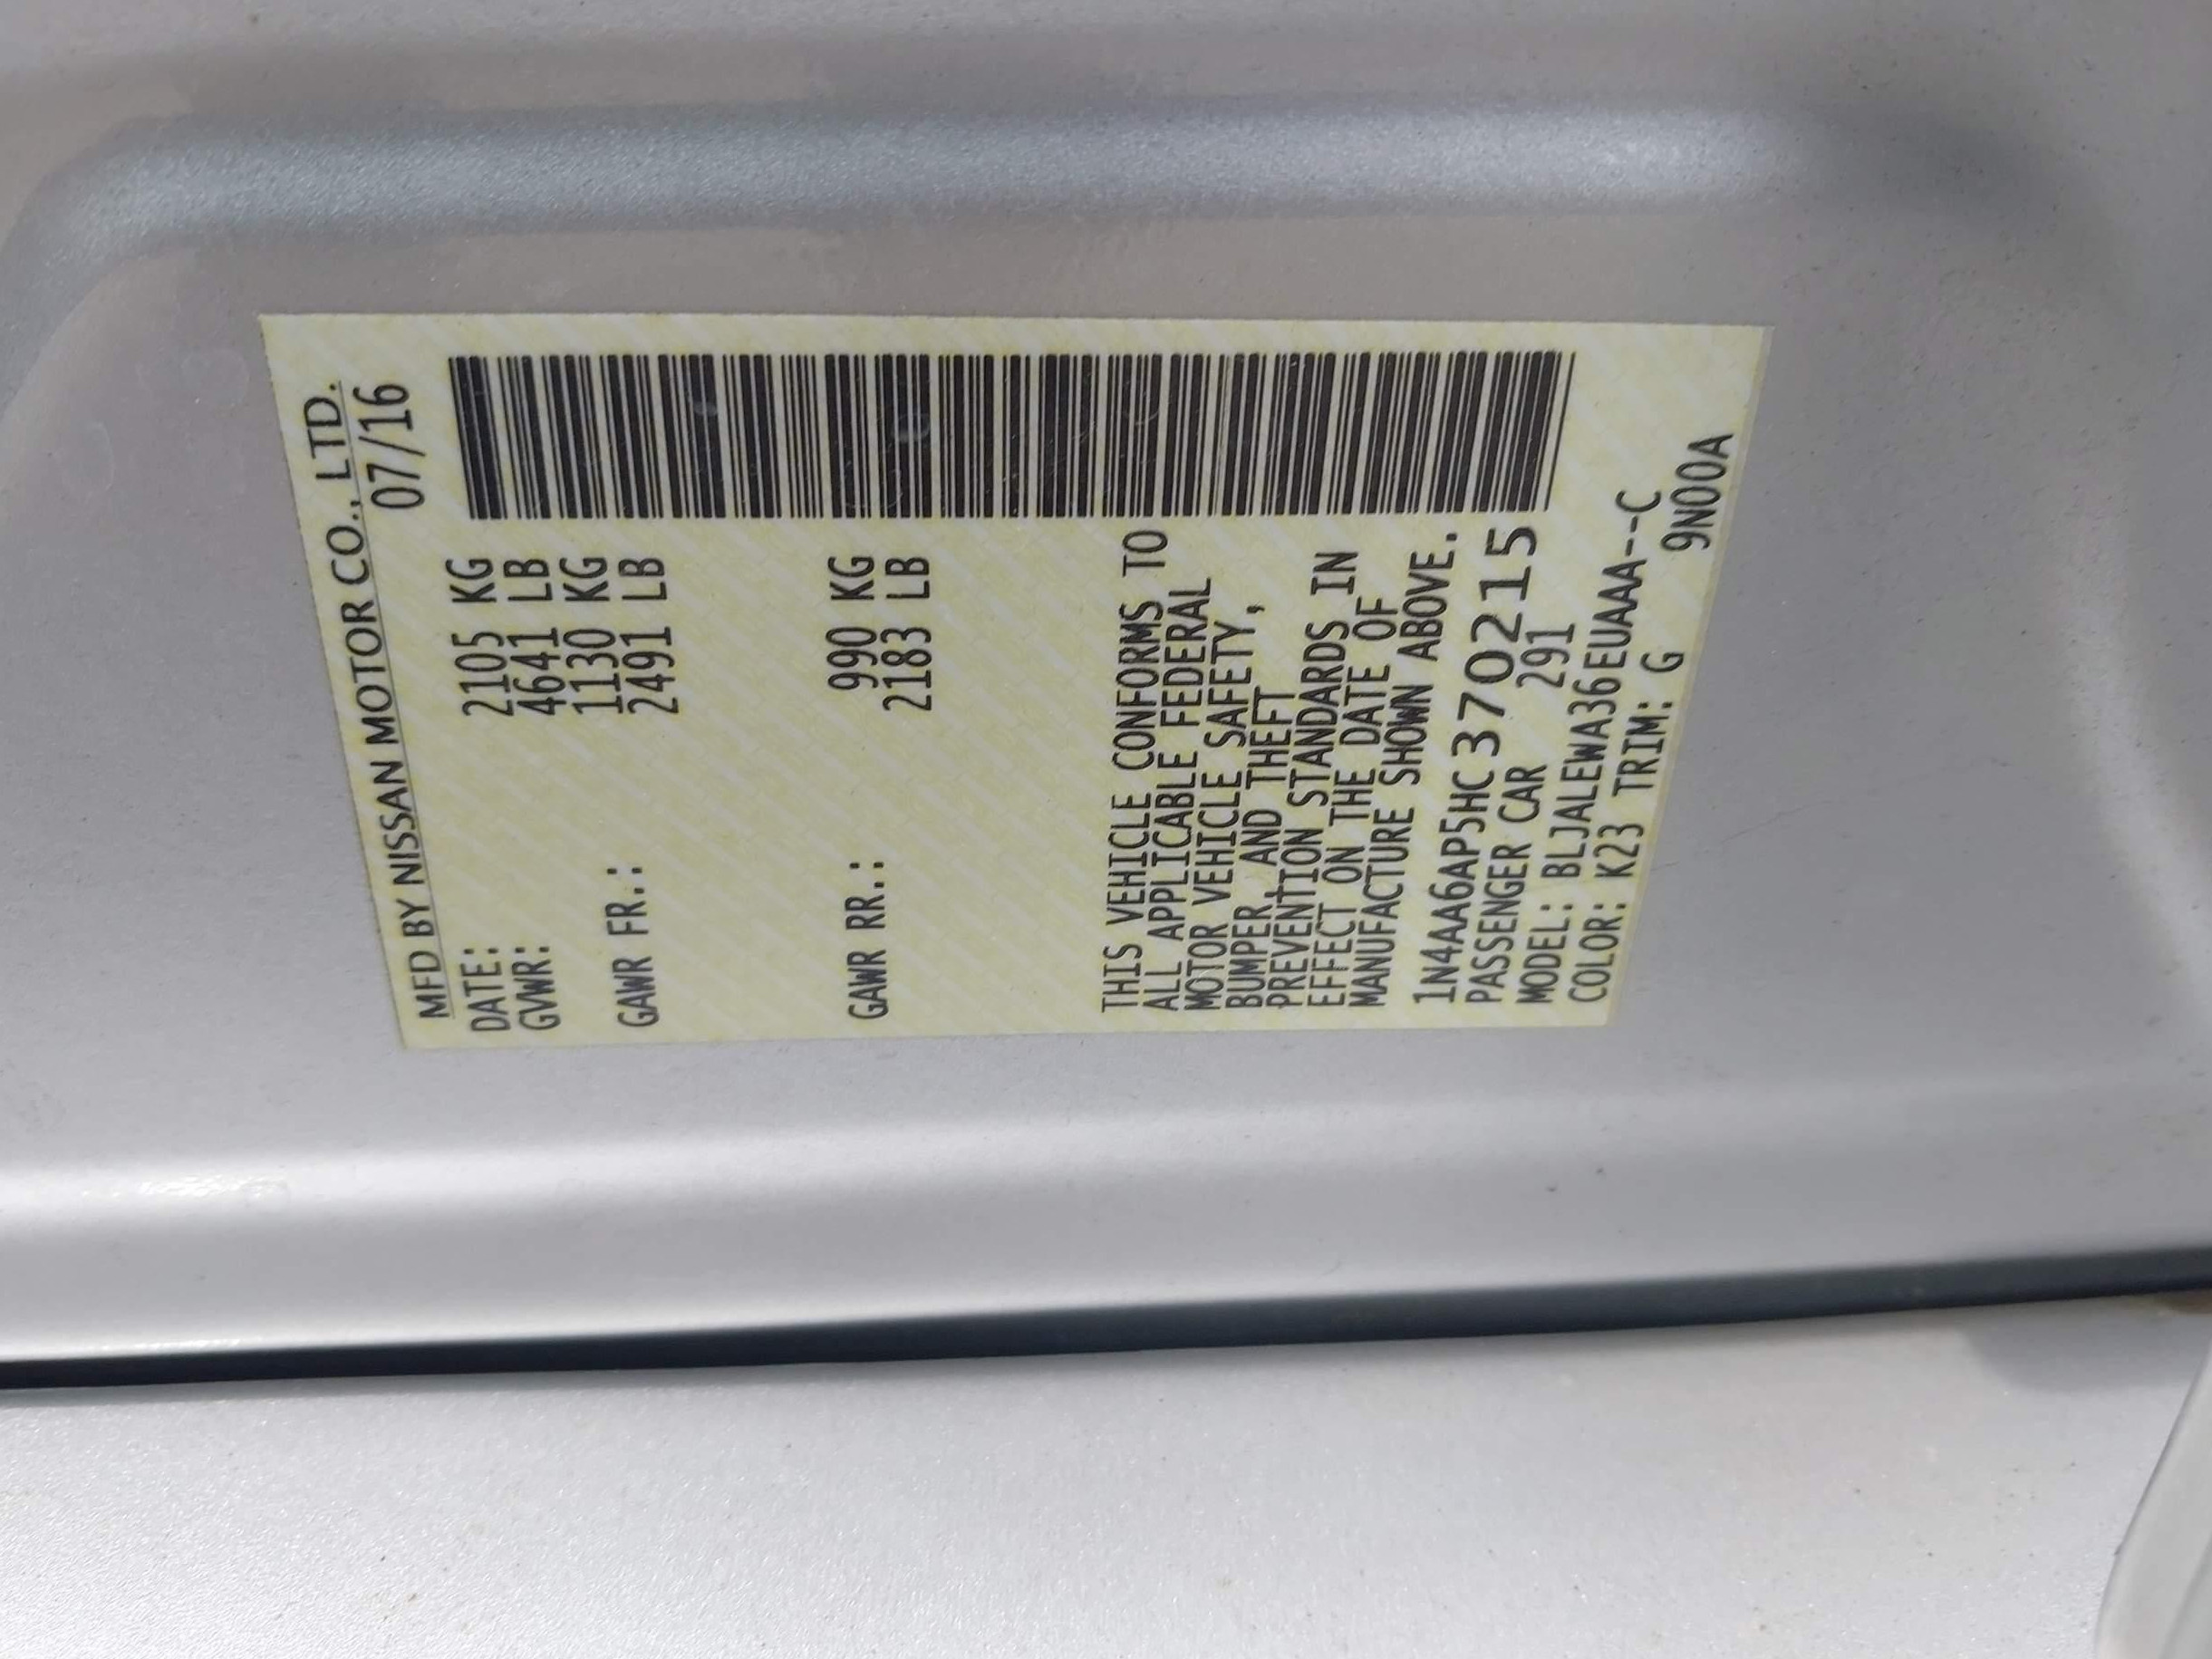 MFD BY NISSAN MOTOR CO., LTD.
DATE: 07/16
GVWR: 2105 KG
4641 LB
GAWR FR.: 1130 KG
2491 LB
GAWR RR.: 990 KG
2183 LB
THIS VEHICLE CONFORMS TO
ALL APPLICABLE FEDERAL
MOTOR VEHICLE SAFETY,
BUMPER, AND THEFT
PREVENTION STANDARDS IN
EFFECT ON THE DATE OF
MANUFACTURE SHOWN ABOVE.
1N4AA6AP5HC370215
PASSENGER CAR 291
MODEL: BLJALEWA36EUAAA--C
COLOR: K23 TRIM: G
9N00A